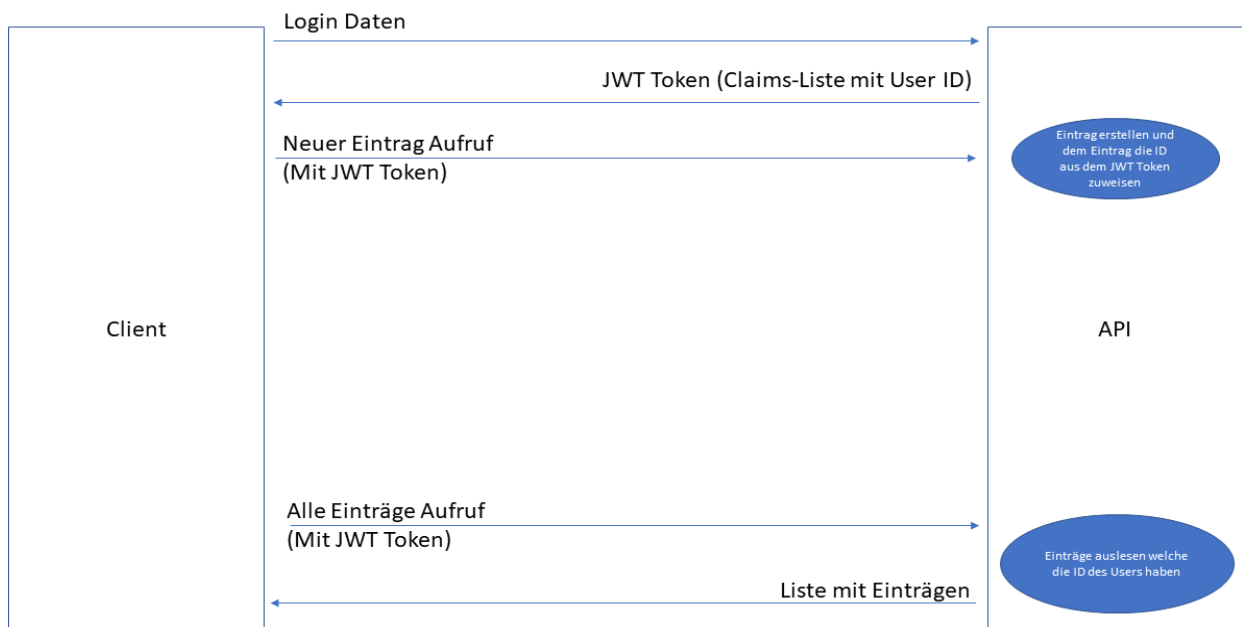 Login Daten
JWT Token (Claims-Liste mit User ID)
Neuer Eintrag Aufruf
(Mit JWT Token)
Eintrag erstellen und
dem Eintrag die ID
aus dem JWT Token
zuweisen
Client
API
Alle Einträge Aufruf
(Mit JWT Token)
Einträge auslesen welche
die ID des Users haben
Liste mit Einträgen